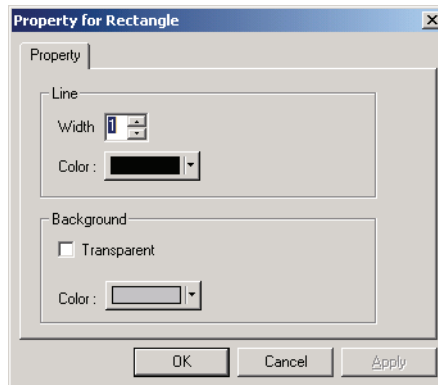 Property for Rectangle
Property
Line
Width 1
Color :
Background
Transparent
Color :
OK Cancel Apply